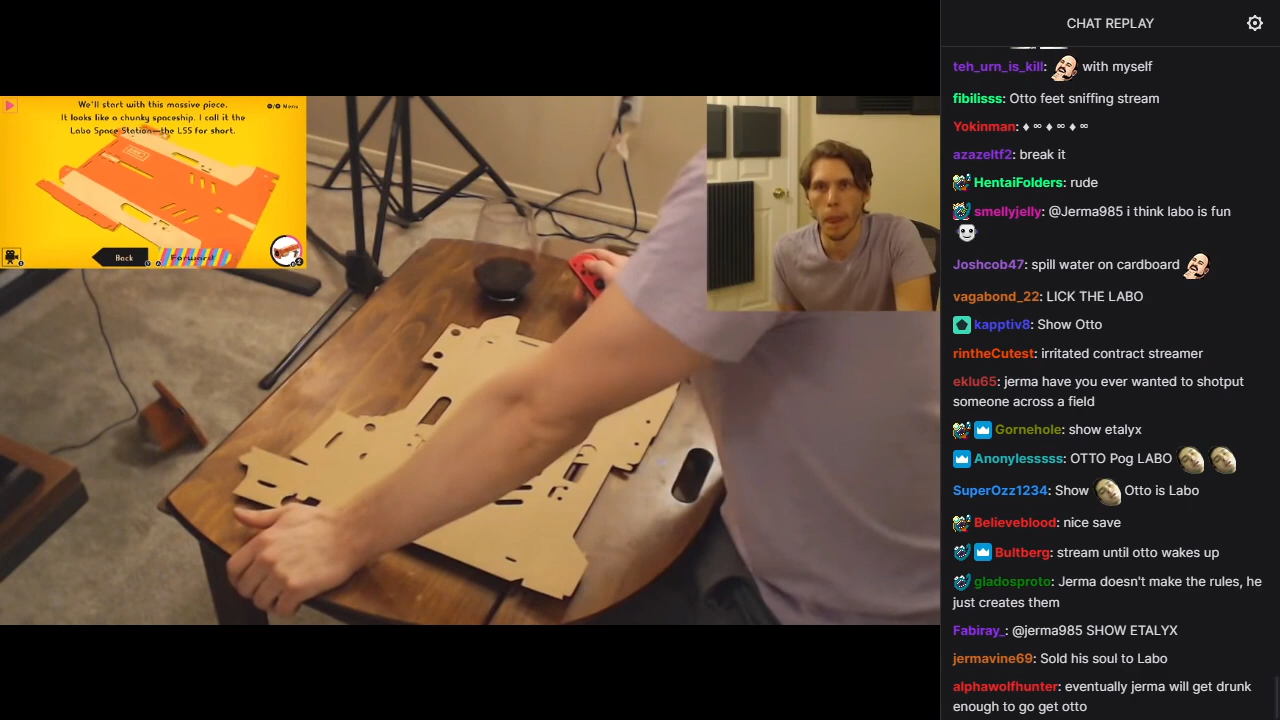 We'll start with this massive piece.
It looks like a chunky spaceship. I call it the
Labo Space Station—the LSS for short.
Menu
Back
Forward!
CHAT REPLAY
teh_urn_is_kill: with myself
fibilisss: Otto feet sniffing stream
Yokinman: ♦ ∞ ♦ ∞ ♦ ∞
azazeltf2: break it
HentaiFolders: rude
smellyjelly: @Jerma985 i think labo is fun
Joshcob47: spill water on cardboard
vagabond_22: LICK THE LABO
kapptiv8: Show Otto
rintheCutest: irritated contract streamer
eklu65: jerma have you ever wanted to shotput
someone across a field
Gornehole: show etalyx
Anonylesssss: OTTO Pog LABO
SuperOzz1234: Show Otto is Labo
Believeblood: nice save
Bultberg: stream until otto wakes up
gladosproto: Jerma doesn't make the rules, he
just creates them
Fabiray_: @jerma985 SHOW ETALYX
jermavine69: Sold his soul to Labo
alphawolfhunter: eventually jerma will get drunk
enough to go get otto